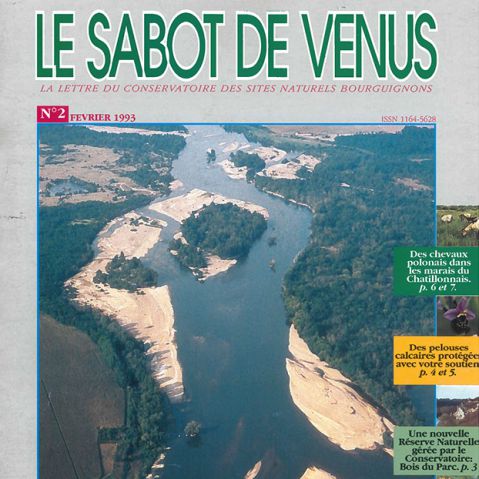 LE SABOT DE VENUS
LA LETTRE DU CONSERVATOIRE DES SITES NATURELS BOURGUIGNONS
N°2 FEVRIER 1993
ISSN 1164-5628
Des chevaux
polonais dans
les marais du
Chatillonnais.
p. 6 et 7.
Des pelouses
calcaires protégées
avec votre soutien
p. 4 et 5.
Une nouvelle
Réserve Naturelle
gérée par le
Conservatoire:
Bois du Parc. p. 3